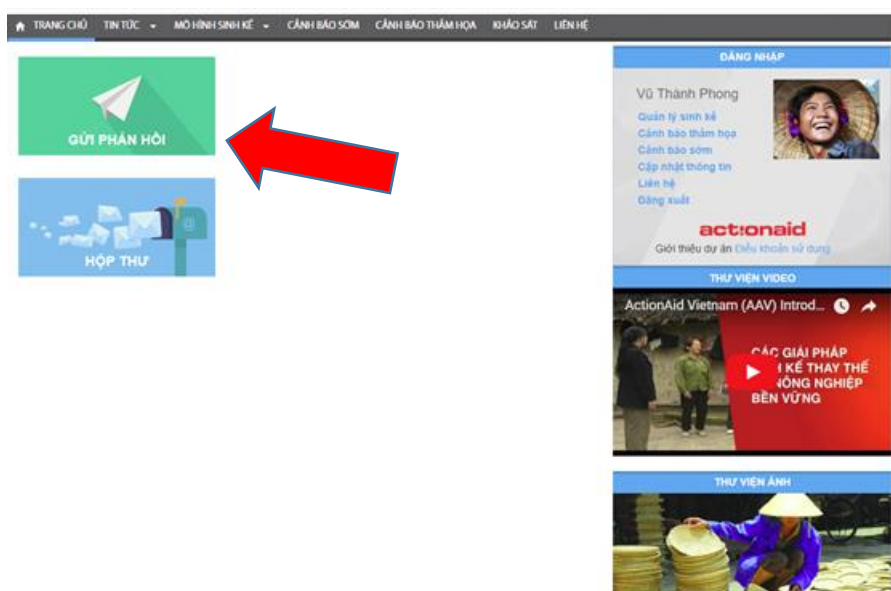 TRANG CHỦ TIN TỨC MÔ HÌNH SINH KẾ CẢNH BÁO SỚM CẢNH BÁO THẢM HỌA KHẢO SÁT LIÊN HỆ
GỬI PHẢN HỒI
HỘP THƯ
@
ĐĂNG NHẬP
Vũ Thành Phong
Quản lý sinh kế
Cảnh báo thảm họa
Cảnh báo sớm
Cập nhật thông tin
Liên hệ
Đăng xuất
act:onaid
Giới thiệu dự án Điều khoản sử dụng
THƯ VIỆN VIDEO
ActionAid Vietnam (AAV) Introd...
CÁC GIẢI PHÁP
H KẾ THAY THẾ
NÔNG NGHIỆP
BỀN VỮNG
THƯ VIỆN ẢNH